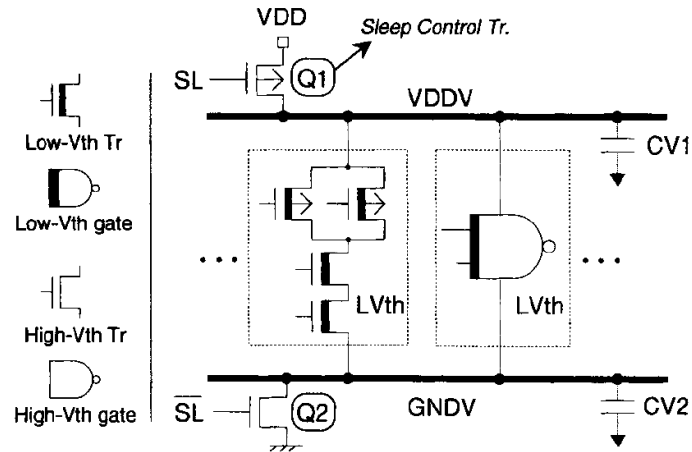 VDD
Sleep Control Tr.
SL
Q1
VDDV
CV1
Low-Vth Tr
Low-Vth gate
LVth
LVth
High-Vth Tr
High-Vth gate
S̅L̅
Q2
GNDV
CV2